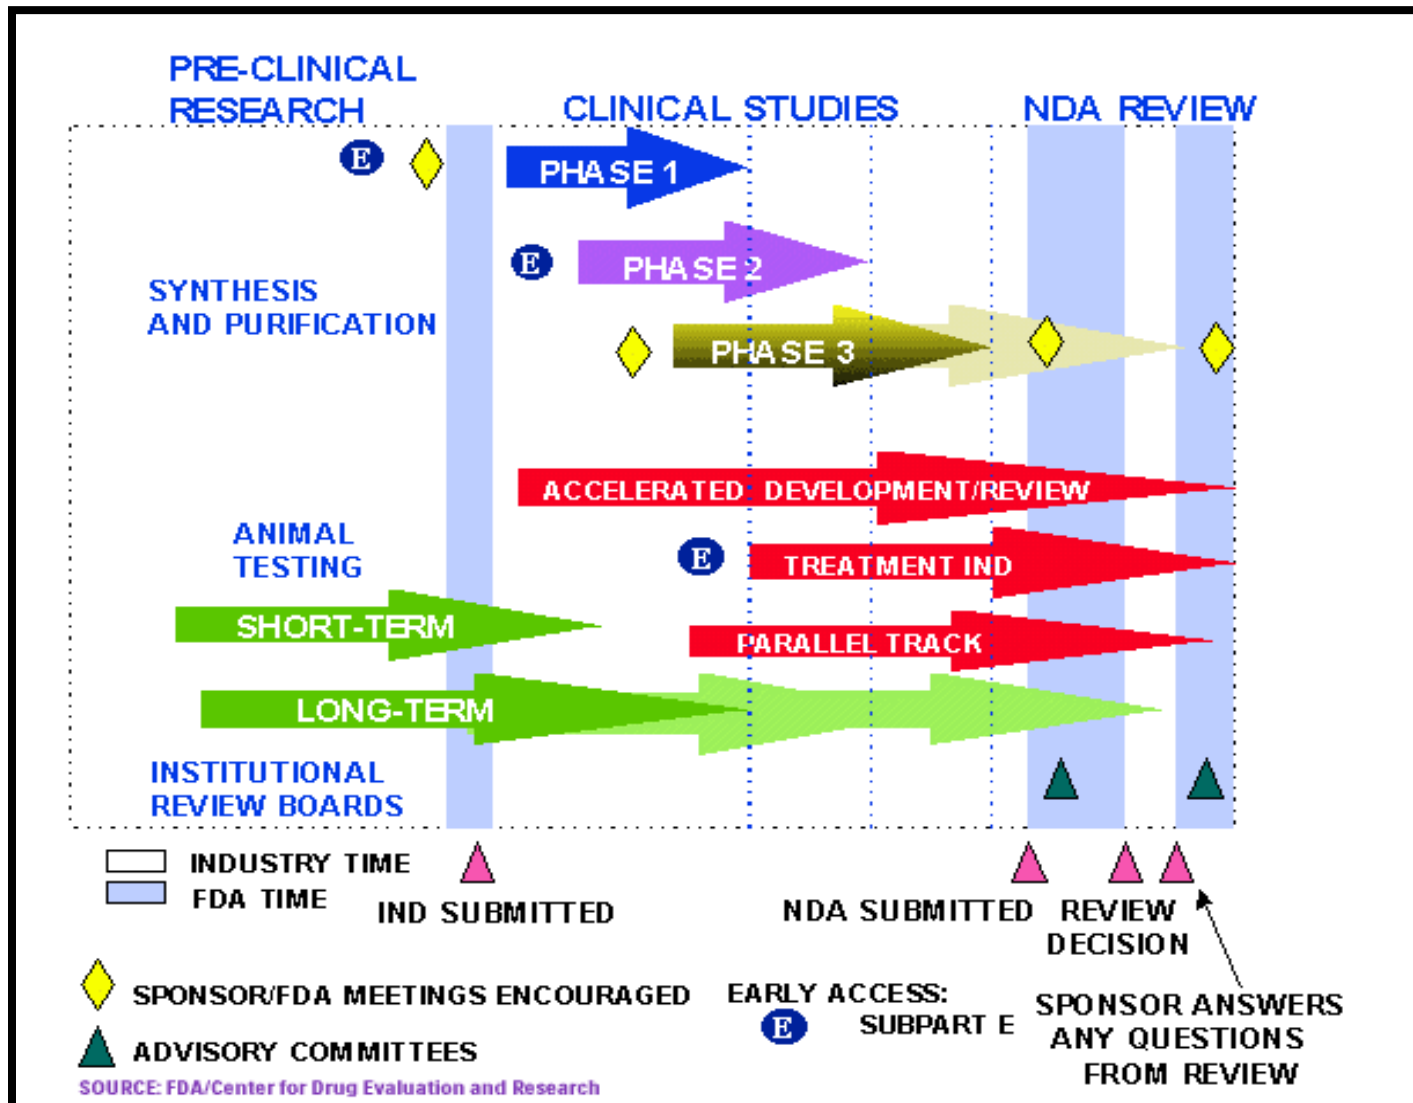 PRE-CLINICAL
RESEARCH
CLINICAL STUDIES
NDA REVIEW
E
PHASE 1
E
PHASE 2
SYNTHESIS
AND PURIFICATION
PHASE 3
ACCELERATED DEVELOPMENT/REVIEW
ANIMAL
TESTING
E
TREATMENT IND
SHORT-TERM
PARALLEL TRACK
LONG-TERM
INSTITUTIONAL
REVIEW BOARDS
INDUSTRY TIME
FDA TIME
IND SUBMITTED
NDA SUBMITTED
REVIEW
DECISION
SPONSOR/FDA MEETINGS ENCOURAGED
EARLY ACCESS:
E SUBPART E
SPONSOR ANSWERS
ANY QUESTIONS
FROM REVIEW
ADVISORY COMMITTEES
SOURCE: FDA/Center for Drug Evaluation and Research